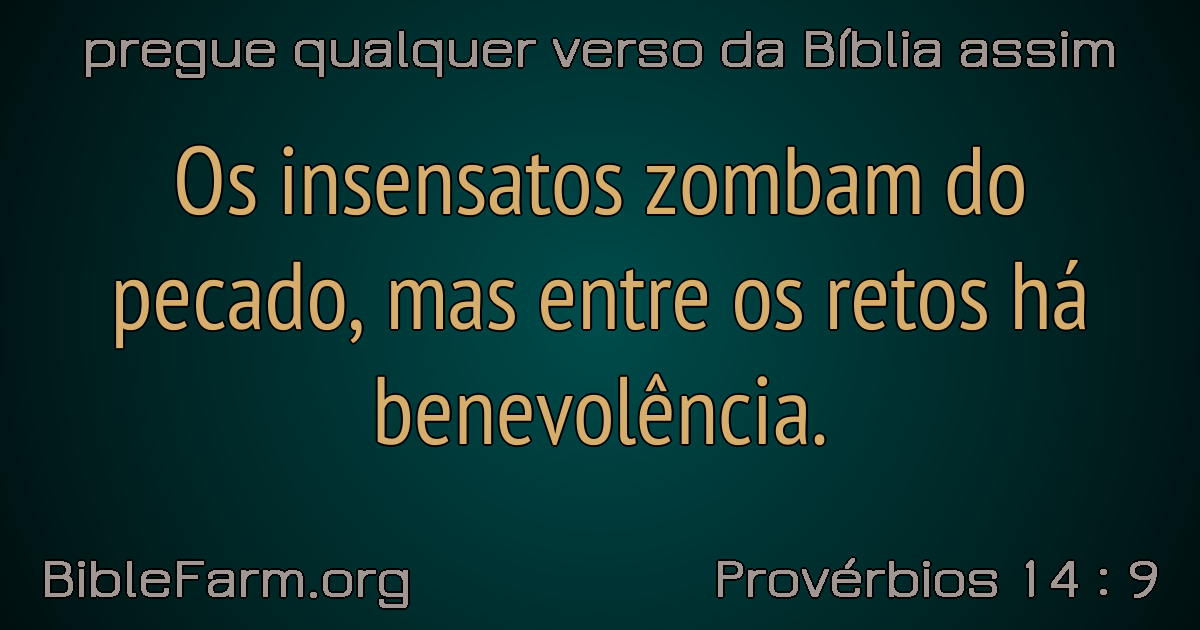 pregue qualquer verso da Bíblia assim
Os insensatos zombam do
pecado, mas entre os retos há
benevolência.
BibleFarm.org
Provérbios 14 : 9